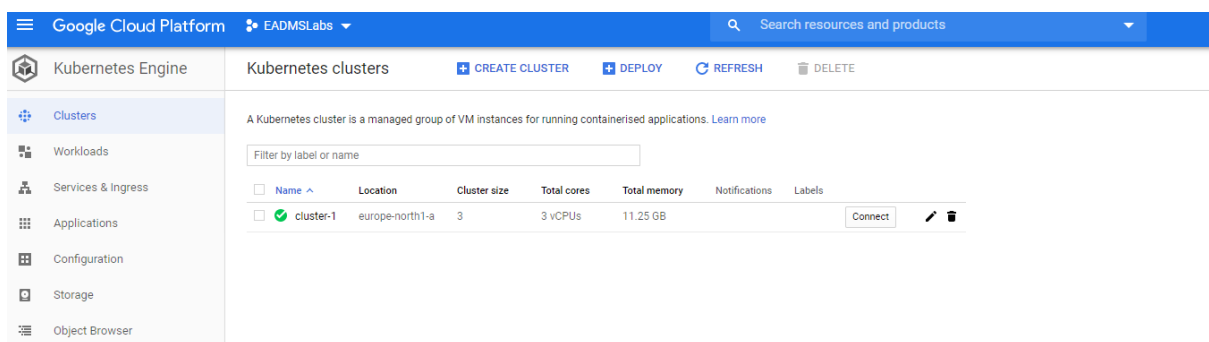 Google Cloud Platform EADMSLabs Search resources and products
Kubernetes Engine Kubernetes clusters CREATE CLUSTER DEPLOY REFRESH DELETE
Clusters
Workloads
Services & Ingress
Applications
Configuration
Storage
Object Browser
A Kubernetes cluster is a managed group of VM instances for running containerised applications. Learn more
Filter by label or name
Name Location Cluster size Total cores Total memory Notifications Labels
cluster-1 europe-north1-a 3 3 vCPUs 11.25 GB Connect